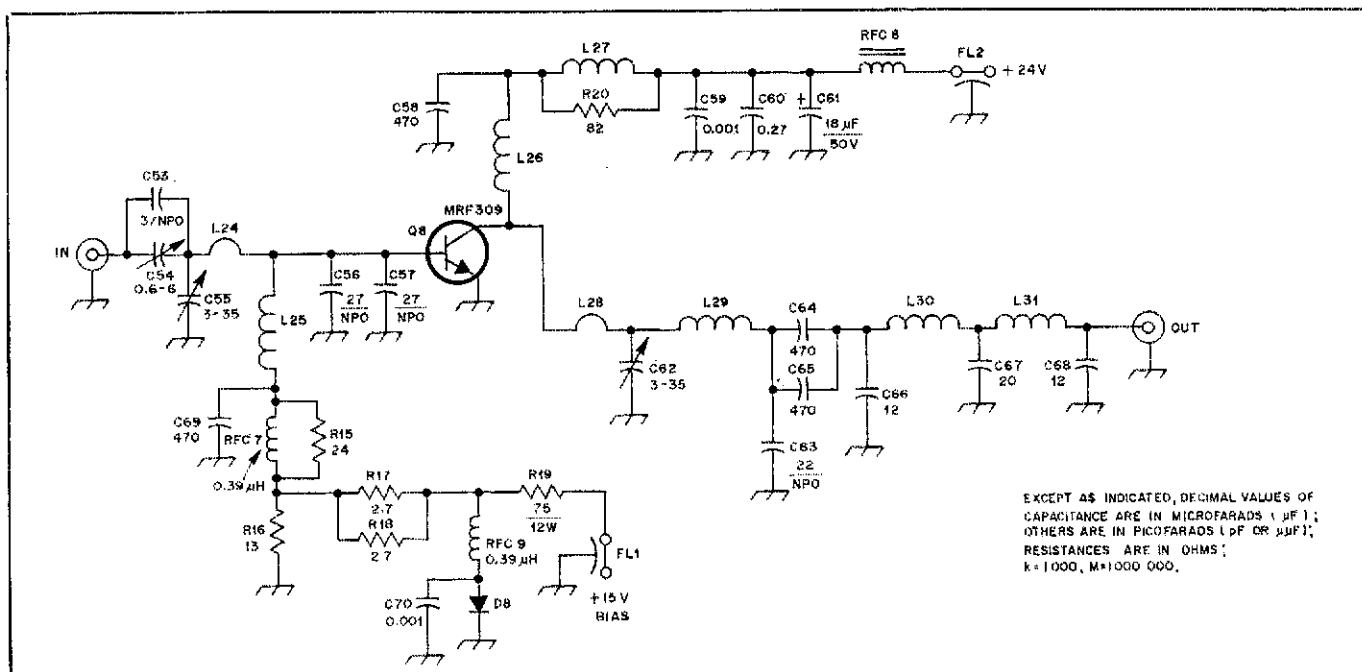 L27
RFC 8
FL2
+24V
C58
470
R20
82
C59
0.001
C60
0.27
+
C61
18 µF
50V
L26
C53
3/NPO
L24
MRF309
Q8
IN
C54
0.6-6
C55
3-35
C56
27
NPO
C57
27
NPO
L25
L28
L29
C64
470
L30
L31
OUT
C62
3-35
C65
470
C66
12
C67
20
C68
12
C63
22
NPO
C69
470
RFC 7
0.39 µH
R15
24
R17
2.7
R18
2.7
R19
75
12W
R16
13
RFC 9
0.39 µH
FL1
C70
0.001
D8
+15V
BIAS
EXCEPT AS INDICATED, DECIMAL VALUES OF
CAPACITANCE ARE IN MICROFARADS (µF);
OTHERS ARE IN PICOFARADS (pF OR µµF);
RESISTANCES ARE IN OHMS;
k=1000, M=1000 000.